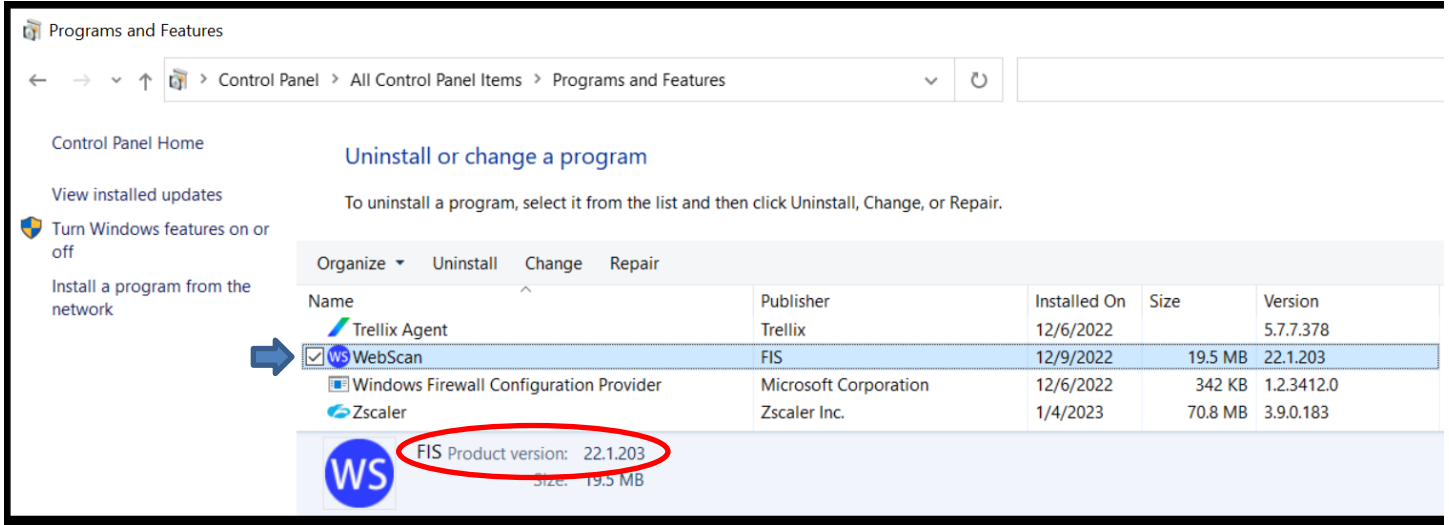 Programs and Features
Control Panel > All Control Panel Items > Programs and Features
Control Panel Home
View installed updates
Turn Windows features on or
off
Install a program from the
network
Uninstall or change a program
To uninstall a program, select it from the list and then click Uninstall, Change, or Repair.
Organize Uninstall Change Repair
Name Publisher Installed On Size Version
Trellix Agent Trellix 12/6/2022 5.7.7.378
WS WebScan FIS 12/9/2022 19.5 MB 22.1.203
Windows Firewall Configuration Provider Microsoft Corporation 12/6/2022 342 KB 1.2.3412.0
Zscaler Zscaler Inc. 1/4/2023 70.8 MB 3.9.0.183
WS
FIS Product version: 22.1.203
Size: 19.5 MB